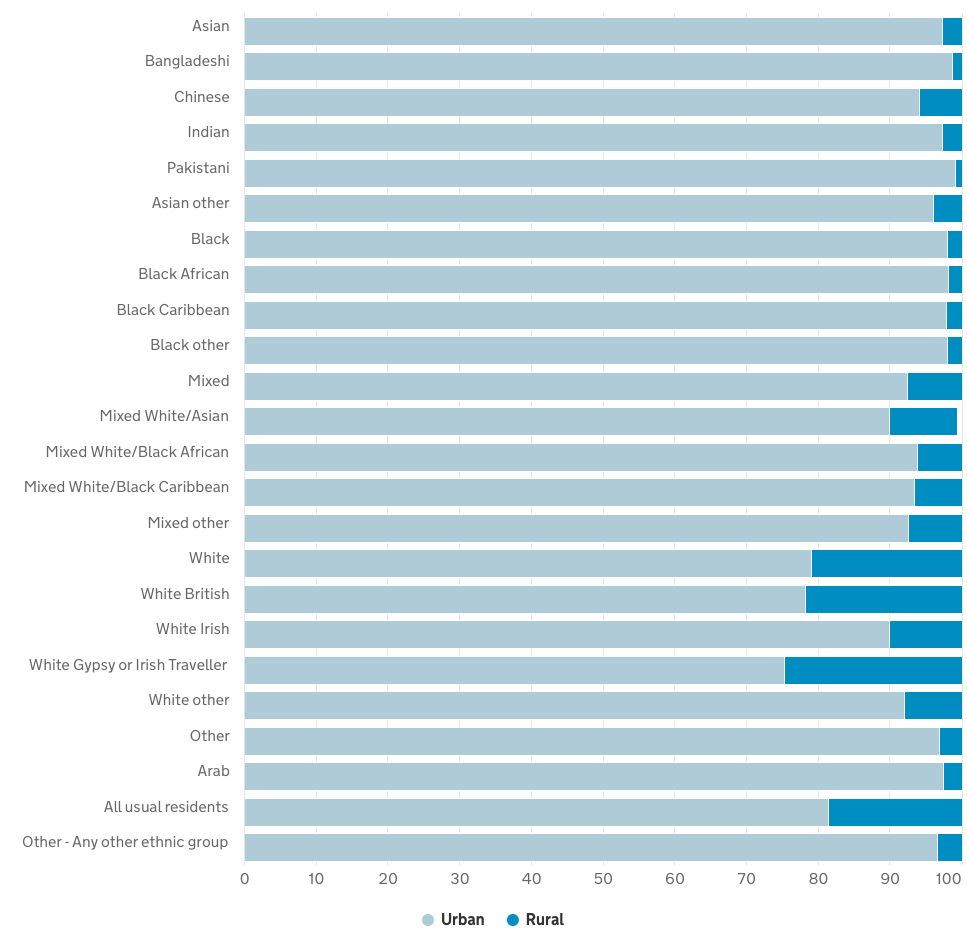 Asian
Bangladeshi
Chinese
Indian
Pakistani
Asian other
Black
Black African
Black Caribbean
Black other
Mixed
Mixed White/Asian
Mixed White/Black African
Mixed White/Black Caribbean
Mixed other
White
White British
White Irish
White Gypsy or Irish Traveller
White other
Other
Arab
All usual residents
Other - Any other ethnic group
0 10 20 30 40 50 60 70 80 90 100
Urban Rural